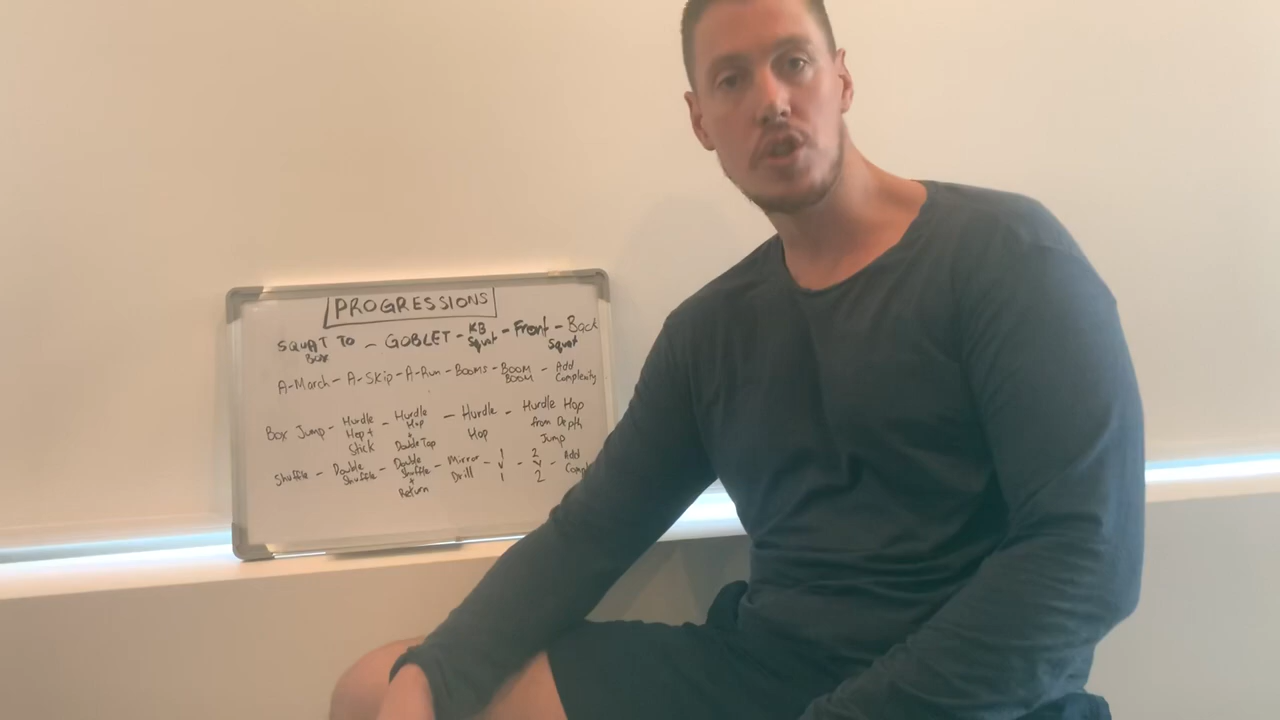 PROGRESSIONS
SQUAT TO BOX - GOBLET - KB Squat - Front - Back Squat
A-March - A-Skip - A-Run - Booms - BOOM BOOM - Add Complexity
Box Jump - Hurdle Hop + Stick - Hurdle Hop + Double Tap - Hurdle Hop - Hurdle Hop from Depth Jump
Shuffle - Double Shuffle - Double Shuffle + Return - Mirror Drill - 1 v 1 - 2 v 2 - Add